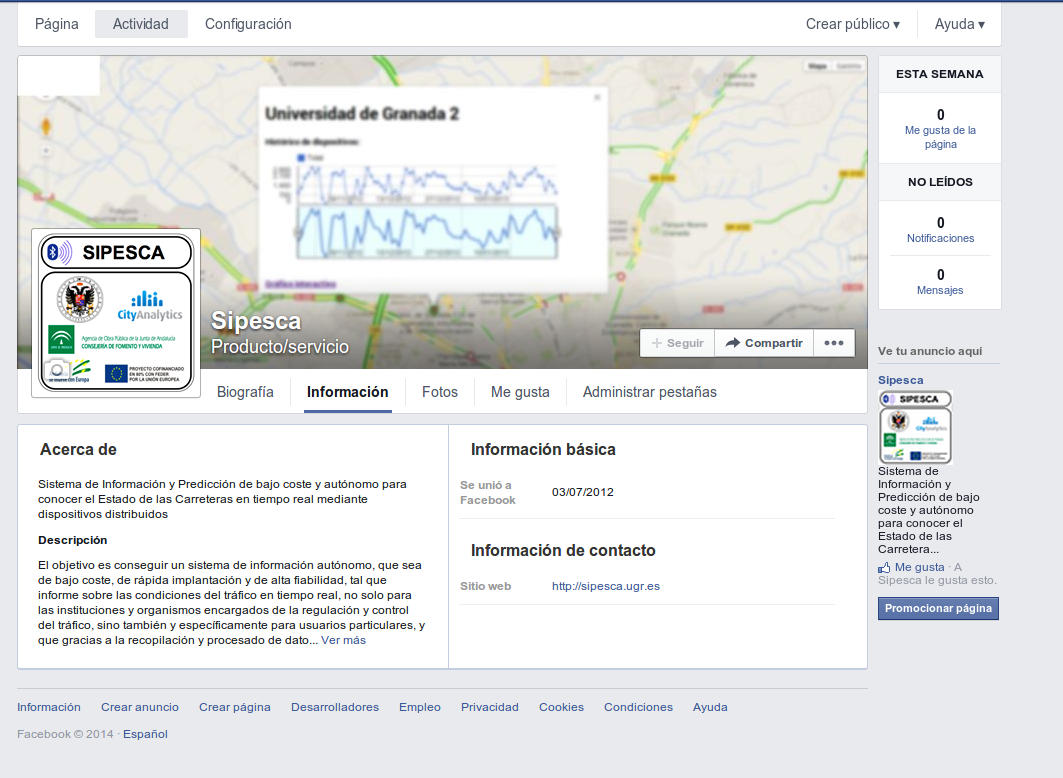 Página Actividad Configuración Crear público ▾ Ayuda ▾
Universidad de Granada 2
Histórico de dispositivos:
Total
Gráfico interactivo
SIPESCA
CityAnalytics
Agencia de Obra Pública de la Junta de Andalucía
CONSEJERÍA DE FOMENTO Y VIVIENDA
se mueve con Europa
PROYECTO COFINANCIADO
EN 80% CON FEDER
POR LA UNIÓN EUROPEA
Sipesca
Producto/servicio
+ Seguir Compartir •••
Biografía Información Fotos Me gusta Administrar pestañas
Acerca de
Sistema de Información y Predicción de bajo coste y autónomo para
conocer el Estado de las Carreteras en tiempo real mediante
dispositivos distribuidos
Descripción
El objetivo es conseguir un sistema de información autónomo, que sea
de bajo coste, de rápida implantación y de alta fiabilidad, tal que
informe sobre las condiciones del tráfico en tiempo real, no solo para
las instituciones y organismos encargados de la regulación y control
del tráfico, sino también y específicamente para usuarios particulares, y
que gracias a la recopilación y procesado de dato... Ver más
Información básica
Se unió a
Facebook
03/07/2012
Información de contacto
Sitio web http://sipesca.ugr.es
ESTA SEMANA
0
Me gusta de la
página
NO LEÍDOS
0
Notificaciones
0
Mensajes
Ve tu anuncio aquí
Sipesca
SIPESCA
CityAnalytics
Sistema de
Información y
Predicción de bajo
coste y autónomo
para conocer el
Estado de las
Carretera...
Me gusta · A
Sipesca le gusta esto.
Promocionar página
Información Crear anuncio Crear página Desarrolladores Empleo Privacidad Cookies Condiciones Ayuda
Facebook © 2014 · Español